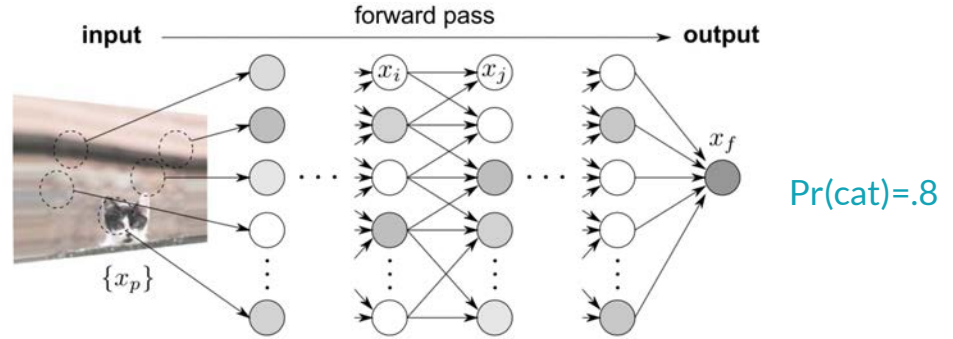 forward pass
input
output
x_i
x_j
x_f
Pr(cat)=.8
{x_p}